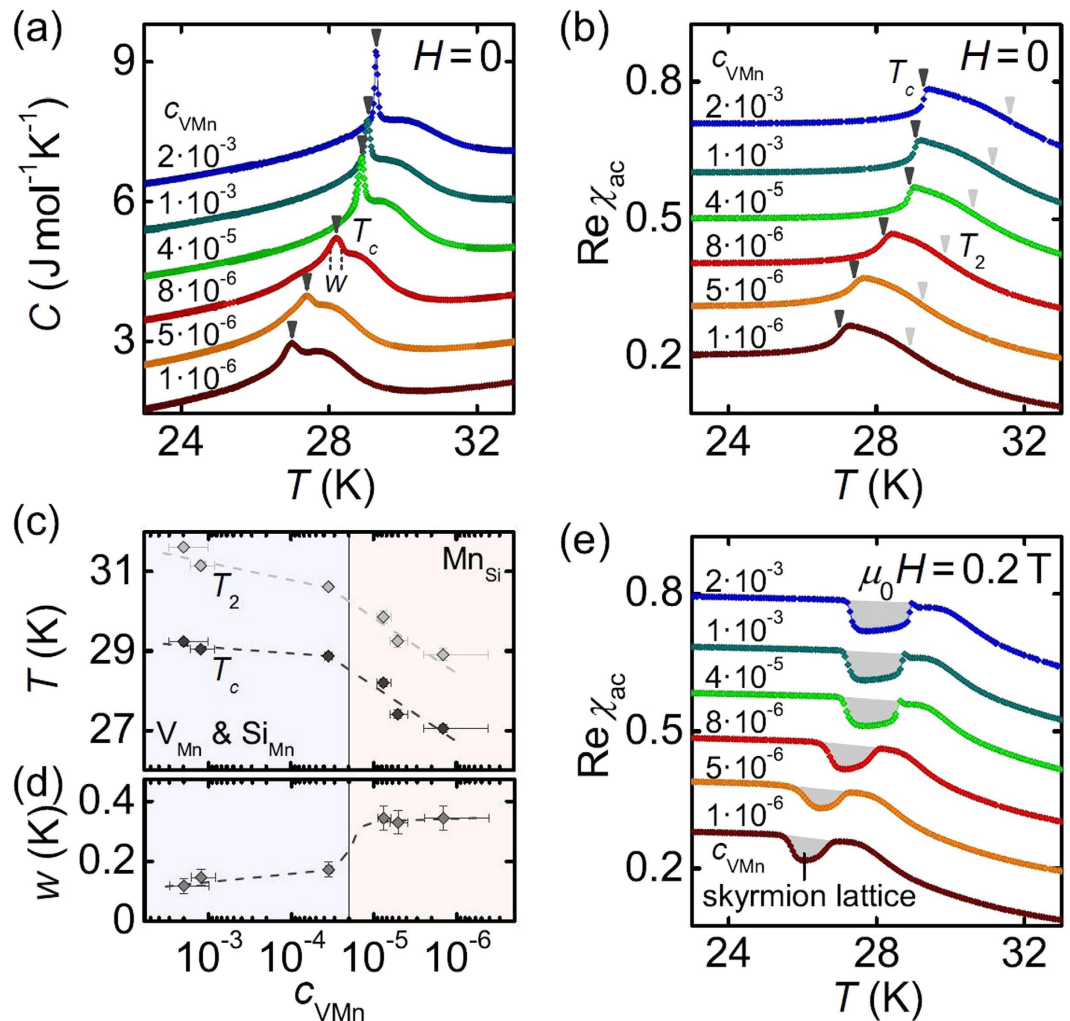 (a)
H = 0
9
6
3
C (Jmol⁻¹K⁻¹)
c_VMn
2·10⁻³
1·10⁻³
4·10⁻⁵
8·10⁻⁶
5·10⁻⁶
1·10⁻⁶
T_c
w
24 28 32
T (K)
(b)
H = 0
0.8
0.5
0.2
Re χ_ac
c_VMn
2·10⁻³
1·10⁻³
4·10⁻⁵
8·10⁻⁶
5·10⁻⁶
1·10⁻⁶
T_c
T_2
24 28 32
T (K)
(c)
31
29
27
T (K)
Mn_Si
T_2
T_c
V_Mn & Si_Mn
(d)
0.4
0.2
0
w (K)
10⁻³ 10⁻⁴ 10⁻⁵ 10⁻⁶
c_VMn
(e)
μ₀H = 0.2 T
0.8
0.5
0.2
Re χ_ac
2·10⁻³
1·10⁻³
4·10⁻⁵
8·10⁻⁶
5·10⁻⁶
1·10⁻⁶
c_VMn
skyrmion lattice
24 28 32
T (K)